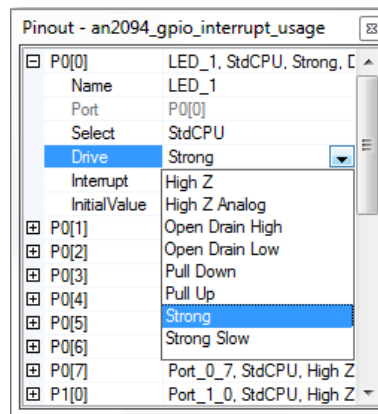 Pinout - an2094_gpio_interrupt_usage
P0[0] LED_1, StdCPU, Strong, D
Name LED_1
Port P0[0]
Select StdCPU
Drive Strong
Interrupt High Z
InitialValue High Z Analog
P0[1] Open Drain High
P0[2] Open Drain Low
P0[3] Pull Down
P0[4] Pull Up
P0[5] Strong
P0[6] Strong Slow
P0[7] Port_0_7, StdCPU, High Z
P1[0] Port_1_0, StdCPU, High Z